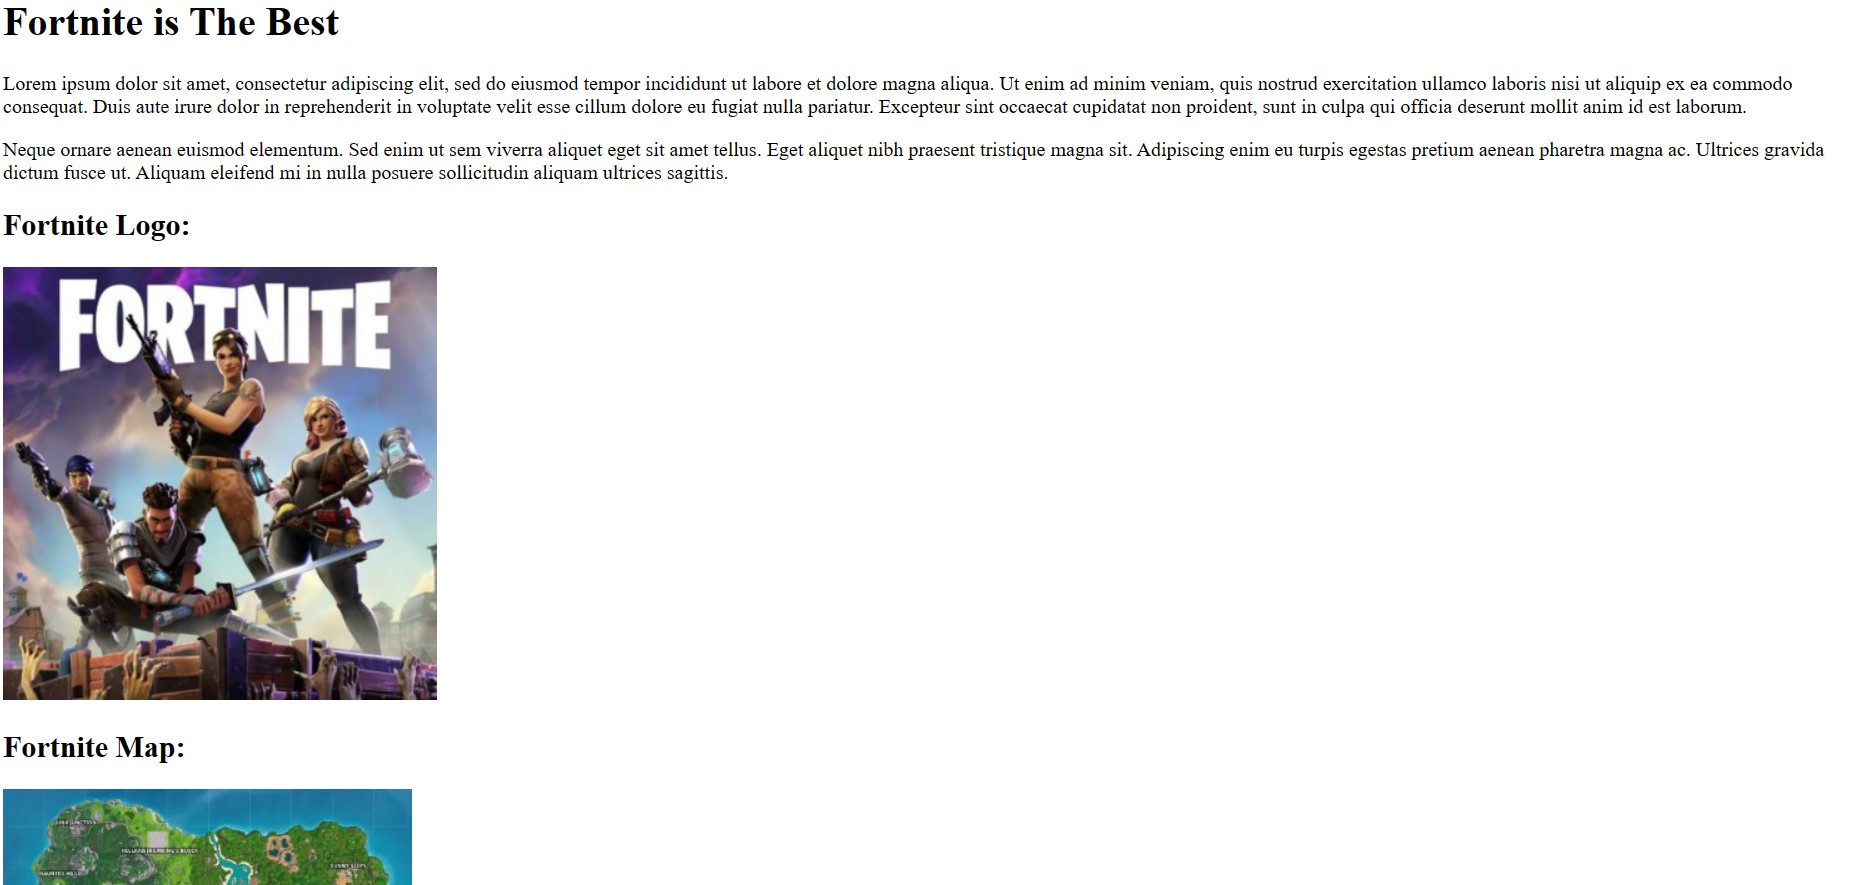 Fortnite is The Best
Lorem ipsum dolor sit amet, consectetur adipiscing elit, sed do eiusmod tempor incididunt ut labore et dolore magna aliqua. Ut enim ad minim veniam, quis nostrud exercitation ullamco laboris nisi ut aliquip ex ea commodo
consequat. Duis aute irure dolor in reprehenderit in voluptate velit esse cillum dolore eu fugiat nulla pariatur. Excepteur sint occaecat cupidatat non proident, sunt in culpa qui officia deserunt mollit anim id est laborum.
Neque ornare aenean euismod elementum. Sed enim ut sem viverra aliquet eget sit amet tellus. Eget aliquet nibh praesent tristique magna sit. Adipiscing enim eu turpis egestas pretium aenean pharetra magna ac. Ultrices gravida
dictum fusce ut. Aliquam eleifend mi in nulla posuere sollicitudin aliquam ultrices sagittis.
Fortnite Logo:
FORTNITE
Fortnite Map:
SUNNY STEPS
HAUNTED HILLS